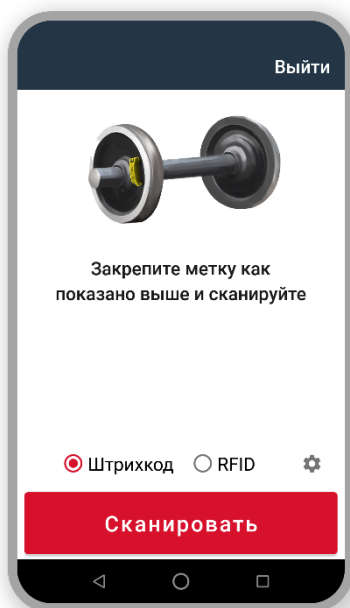 Выйти
Закрепите метку как
показано выше и сканируйте
Штрихкод RFID
Сканировать